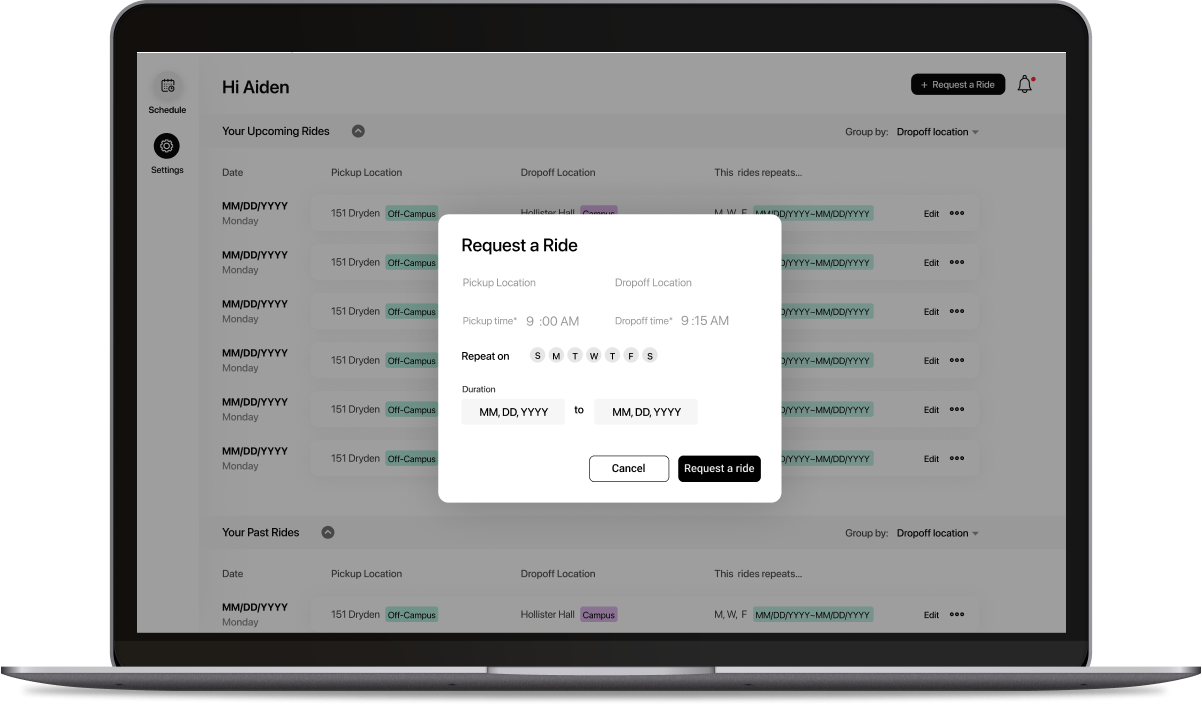 Hi Aiden
+ Request a Ride
Schedule
Settings
Your Upcoming Rides
Group by: Dropoff location
Date Pickup Location Dropoff Location This rides repeats...
MM/DD/YYYY
Monday
151 Dryden Off-Campus Hollister Hall Campus M, W, F MM/DD/YYYY–MM/DD/YYYY Edit
MM/DD/YYYY
Monday
151 Dryden Off-Campus D/YYYY–MM/DD/YYYY Edit
MM/DD/YYYY
Monday
151 Dryden Off-Campus D/YYYY–MM/DD/YYYY Edit
MM/DD/YYYY
Monday
151 Dryden Off-Campus D/YYYY–MM/DD/YYYY Edit
MM/DD/YYYY
Monday
151 Dryden Off-Campus D/YYYY–MM/DD/YYYY Edit
MM/DD/YYYY
Monday
151 Dryden Off-Campus D/YYYY–MM/DD/YYYY Edit
Request a Ride
Pickup Location Dropoff Location
Pickup time* 9 :00 AM Dropoff time* 9 :15 AM
Repeat on S M T W T F S
Duration
MM, DD, YYYY to MM, DD, YYYY
Cancel Request a ride
Your Past Rides
Group by: Dropoff location
Date Pickup Location Dropoff Location This rides repeats...
MM/DD/YYYY
Monday
151 Dryden Off-Campus Hollister Hall Campus M, W, F MM/DD/YYYY–MM/DD/YYYY Edit